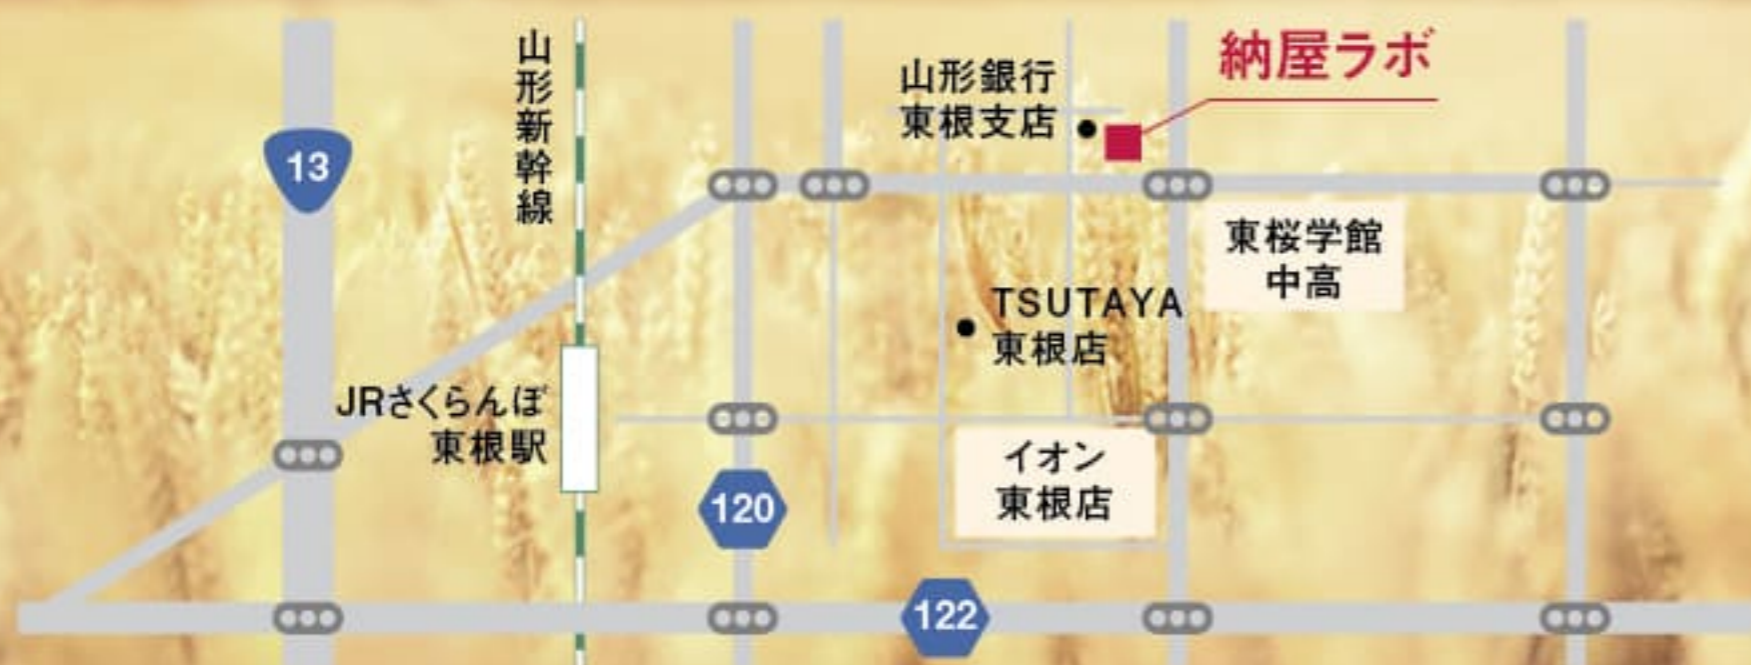 山形新幹線
山形銀行
東根支店
納屋ラボ
13
東桜学館
中高
TSUTAYA
東根店
JRさくらんぼ
東根駅
イオン
東根店
120
122